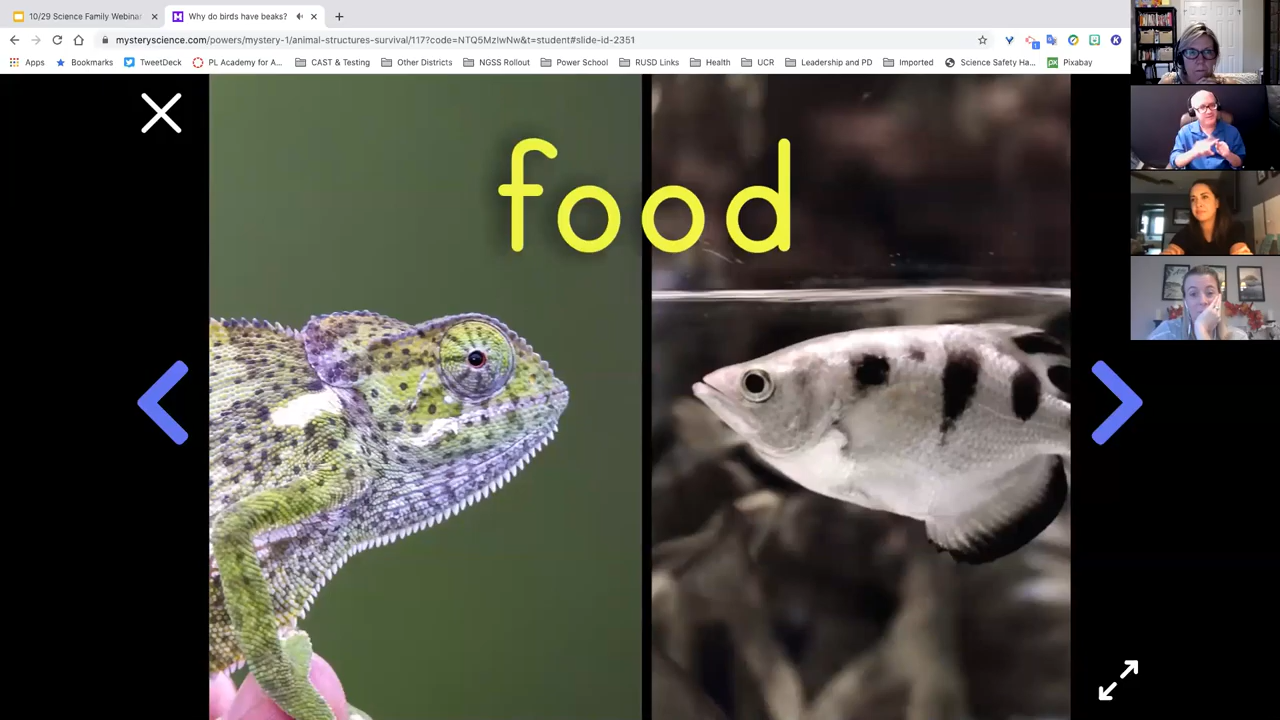 10/29 Science Family Webinar
Why do birds have beaks?
mysteryscience.com/powers/mystery-1/animal-structures-survival/117?code=NTQ5MzIwNw&t=student#slide-id-2351
Apps Bookmarks TweetDeck PL Academy for A... CAST & Testing Other Districts NGSS Rollout Power School RUSD Links Health UCR Leadership and PD Imported Science Safety Ha... Pixabay
food